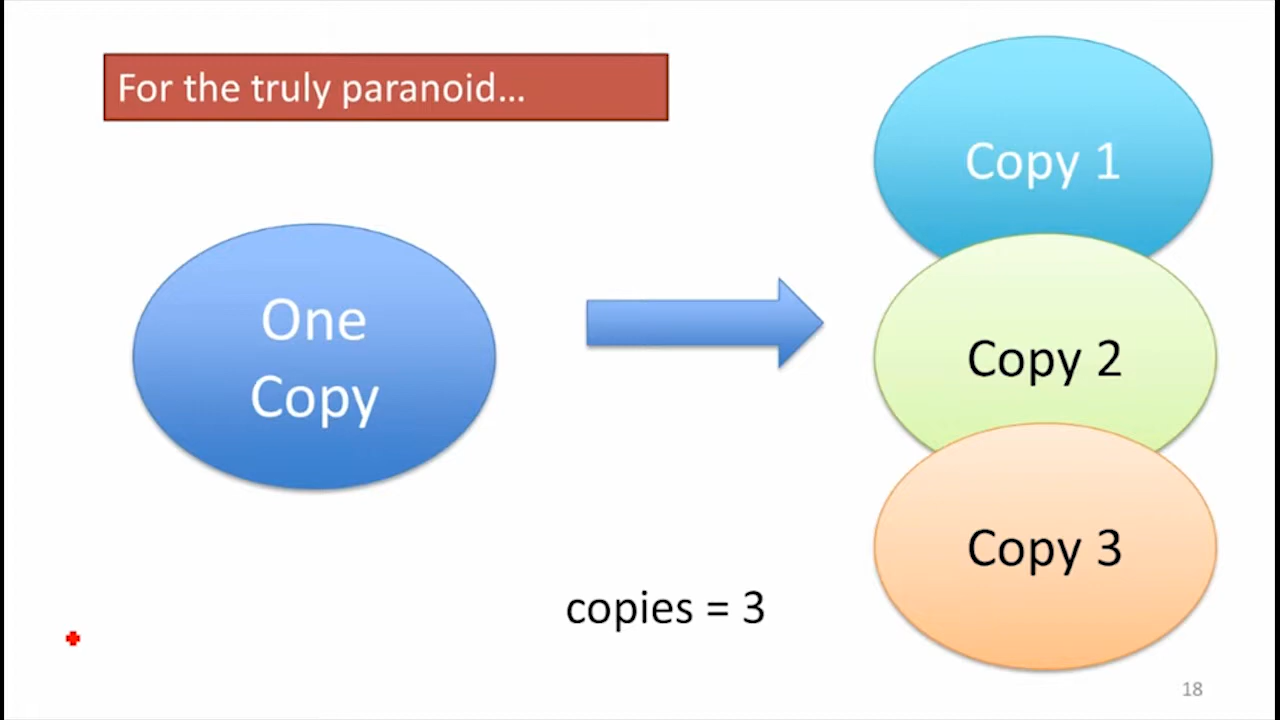 For the truly paranoid…
One
Copy
Copy 1
Copy 2
Copy 3
copies = 3
18